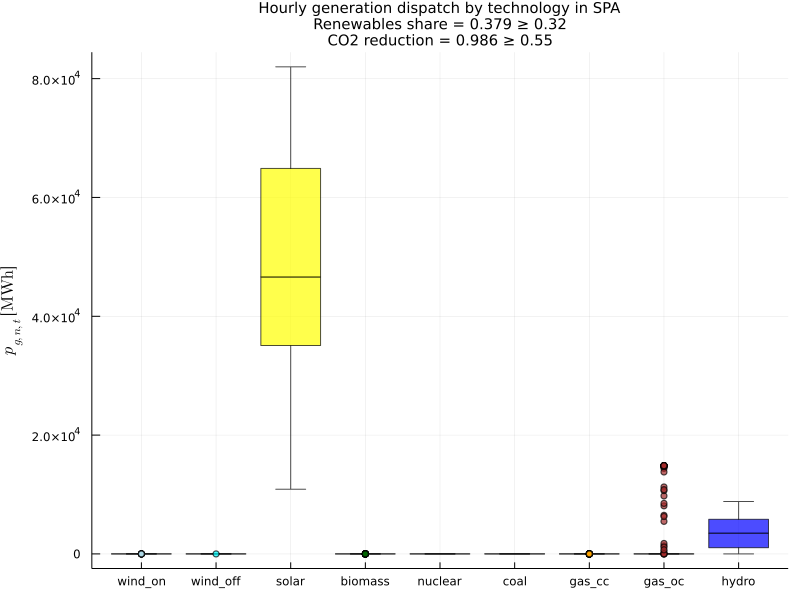 Hourly generation dispatch by technology in SPA
Renewables share = 0.379 ≥ 0.32
CO2 reduction = 0.986 ≥ 0.55
p_{g,n,t} [MWh]
8.0×10⁴
6.0×10⁴
4.0×10⁴
2.0×10⁴
0
wind_on wind_off solar biomass nuclear coal gas_cc gas_oc hydro